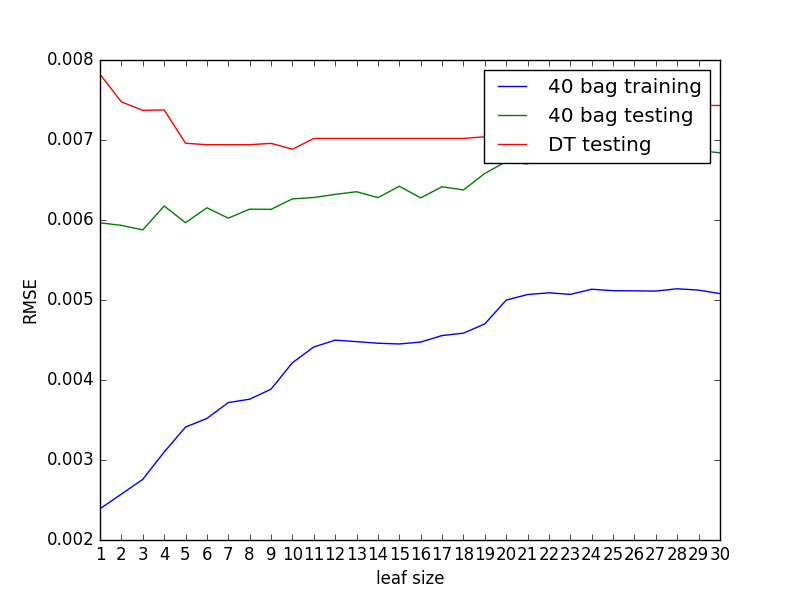 0.008
0.007
0.006
0.005
0.004
0.003
0.002
RMSE
40 bag training
40 bag testing
DT testing
1 2 3 4 5 6 7 8 9 10 11 12 13 14 15 16 17 18 19 20 21 22 23 24 25 26 27 28 29 30
leaf size